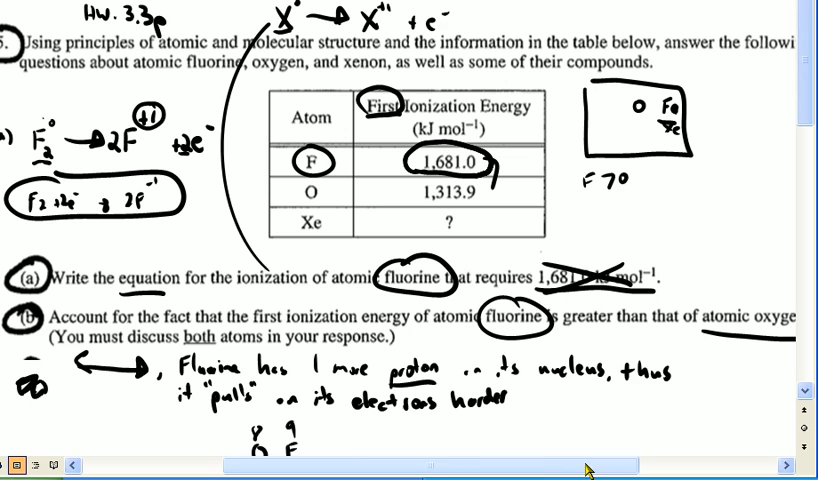 HW. 3.3p
X° → X⁺¹ + e⁻
5. Using principles of atomic and molecular structure and the information in the table below, answer the followi
questions about atomic fluorine, oxygen, and xenon, as well as some of their compounds.
Atom
First Ionization Energy
(kJ mol⁻¹)
F 1,681.0
O 1,313.9
Xe ?
F₂° → 2F⁺¹ + 2e⁻
F₂ + 2e⁻ → 2F⁻¹
O Fe
Xe
F 70
(a) Write the equation for the ionization of atomic fluorine that requires 1,681.0 kJ mol⁻¹.
(b) Account for the fact that the first ionization energy of atomic fluorine is greater than that of atomic oxyge
(You must discuss both atoms in your response.)
Fluorine has 1 more proton in its nucleus, thus
it "pulls" on its electrons harder
8 9
O F